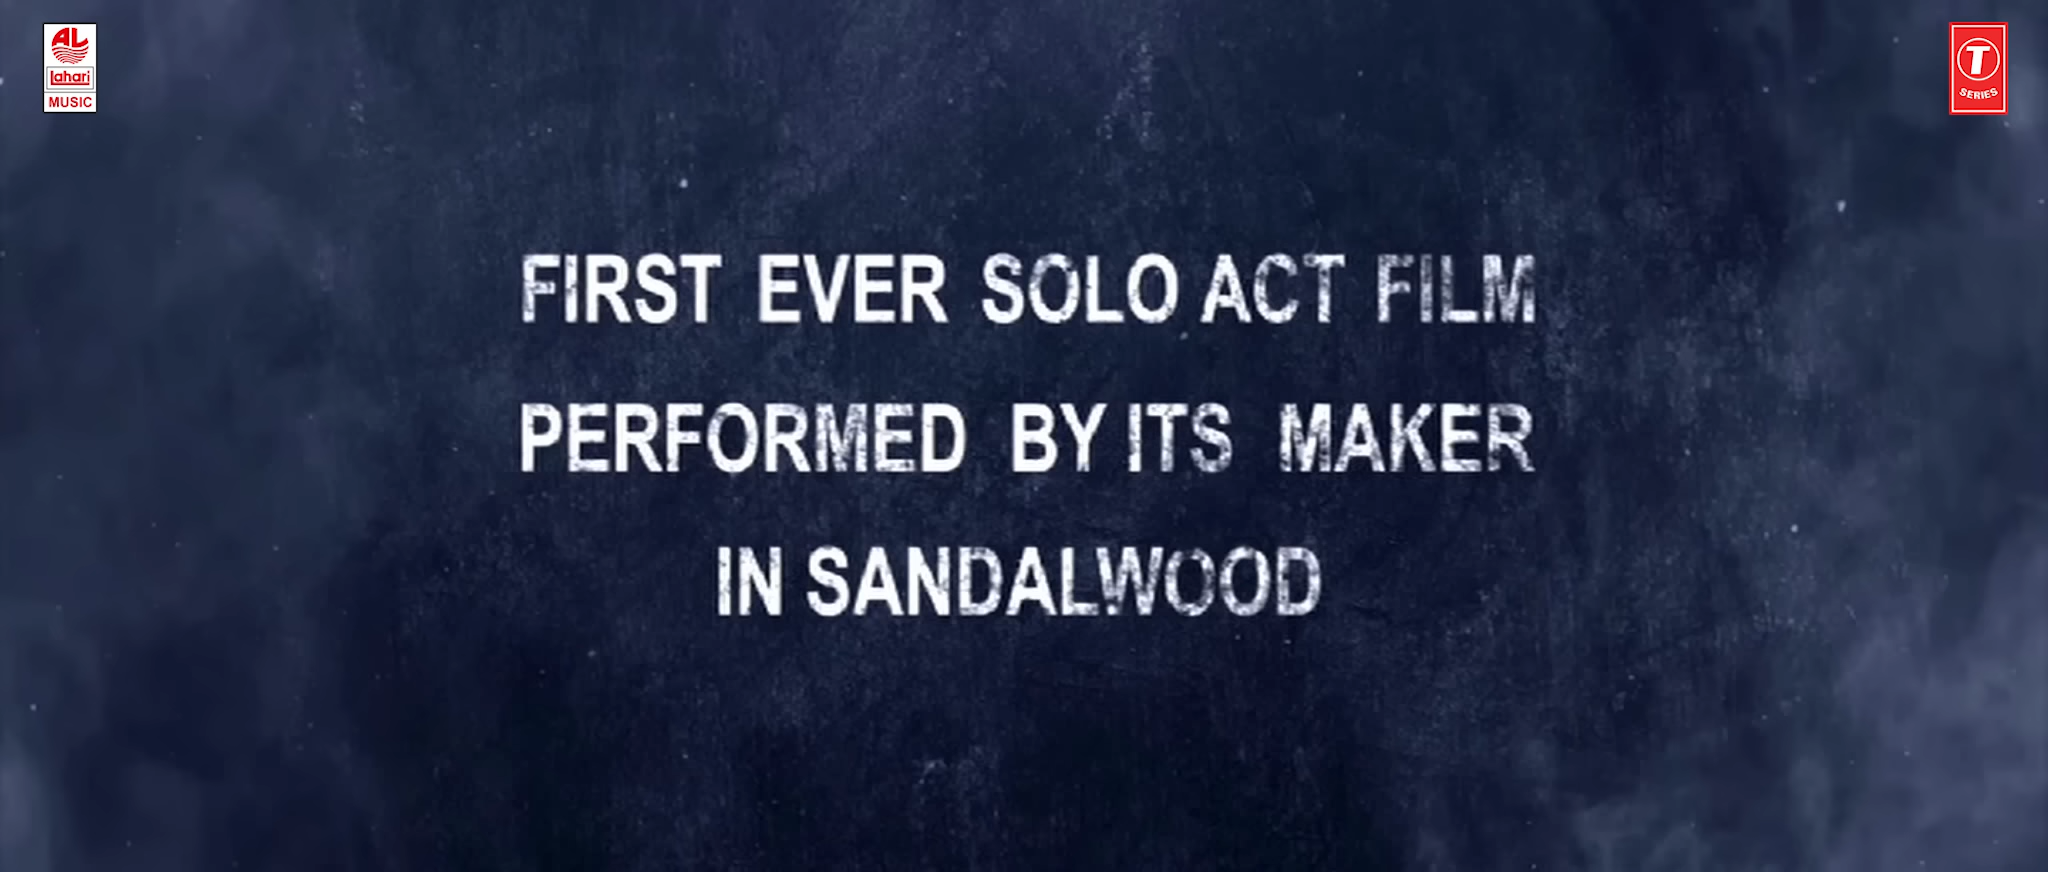 AL
lahari
MUSIC
T
SERIES
FIRST EVER SOLO ACT FILM
PERFORMED BY ITS MAKER
IN SANDALWOOD